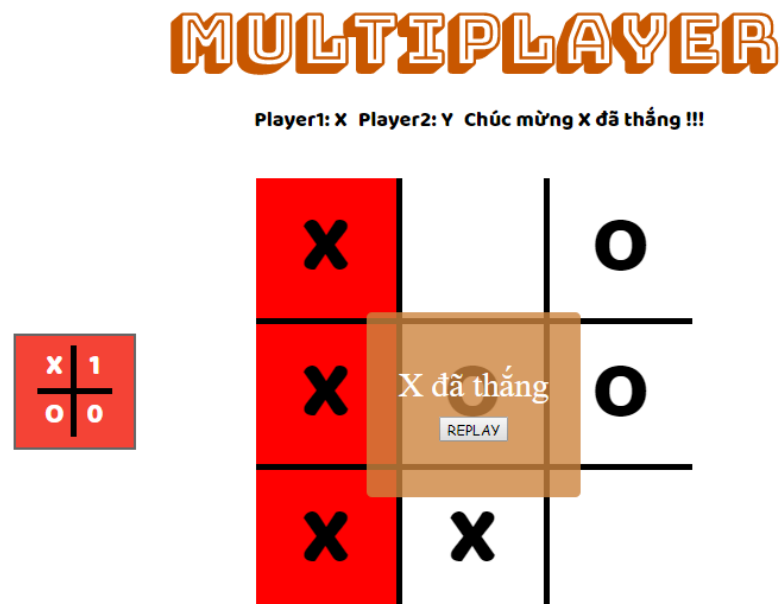 MULTIPLAYER
Player1: X Player2: Y Chúc mừng X đã thắng !!!
X O
X 1
O 0
X O O
X đã thắng
REPLAY
X X